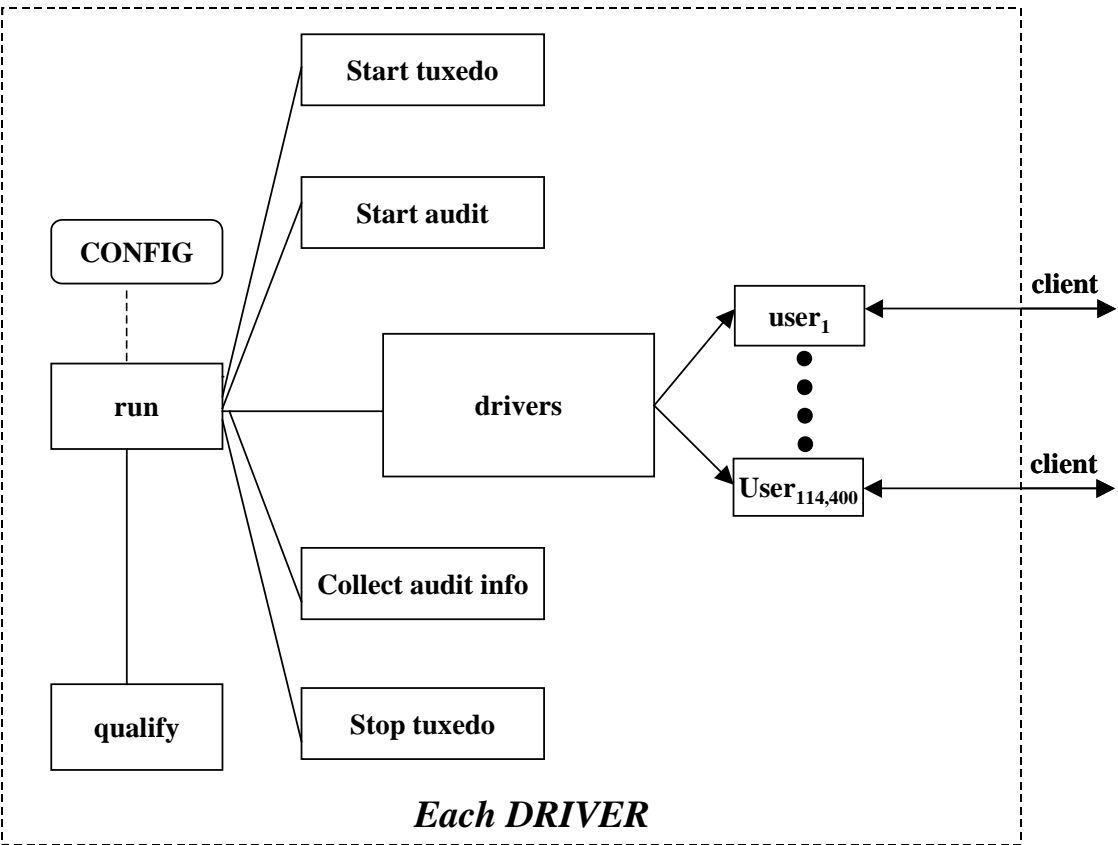 Start tuxedo
Start audit
CONFIG
client
user₁
run
drivers
client
User₁₁₄,₄₀₀
Collect audit info
qualify
Stop tuxedo
Each DRIVER